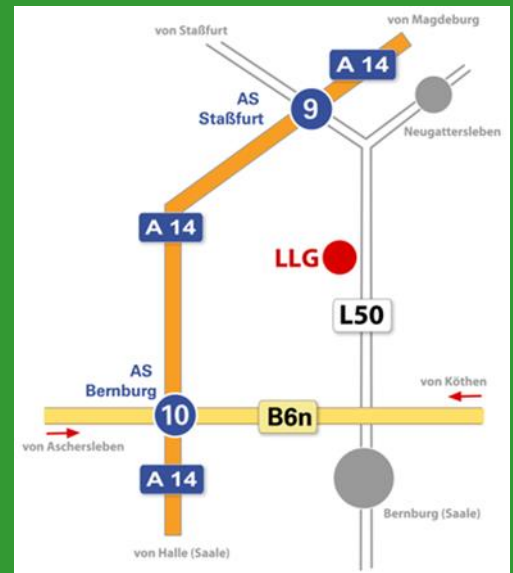 von Magdeburg
von Staßfurt
A 14
AS
Staßfurt
9
Neugattersleben
A 14
LLG
L50
AS
Bernburg
von Köthen
10
B6n
von Aschersleben
A 14
Bernburg (Saale)
von Halle (Saale)